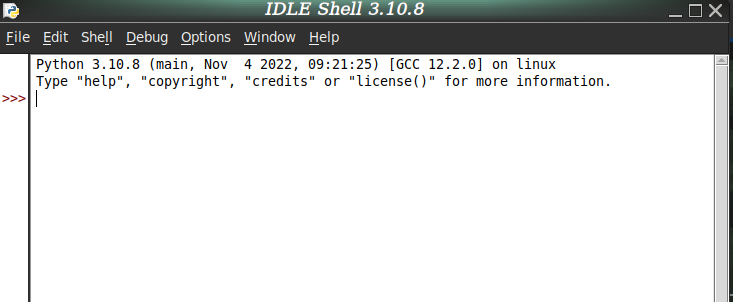 IDLE Shell 3.10.8
File Edit Shell Debug Options Window Help
Python 3.10.8 (main, Nov  4 2022, 09:21:25) [GCC 12.2.0] on linux
Type "help", "copyright", "credits" or "license()" for more information.
>>>